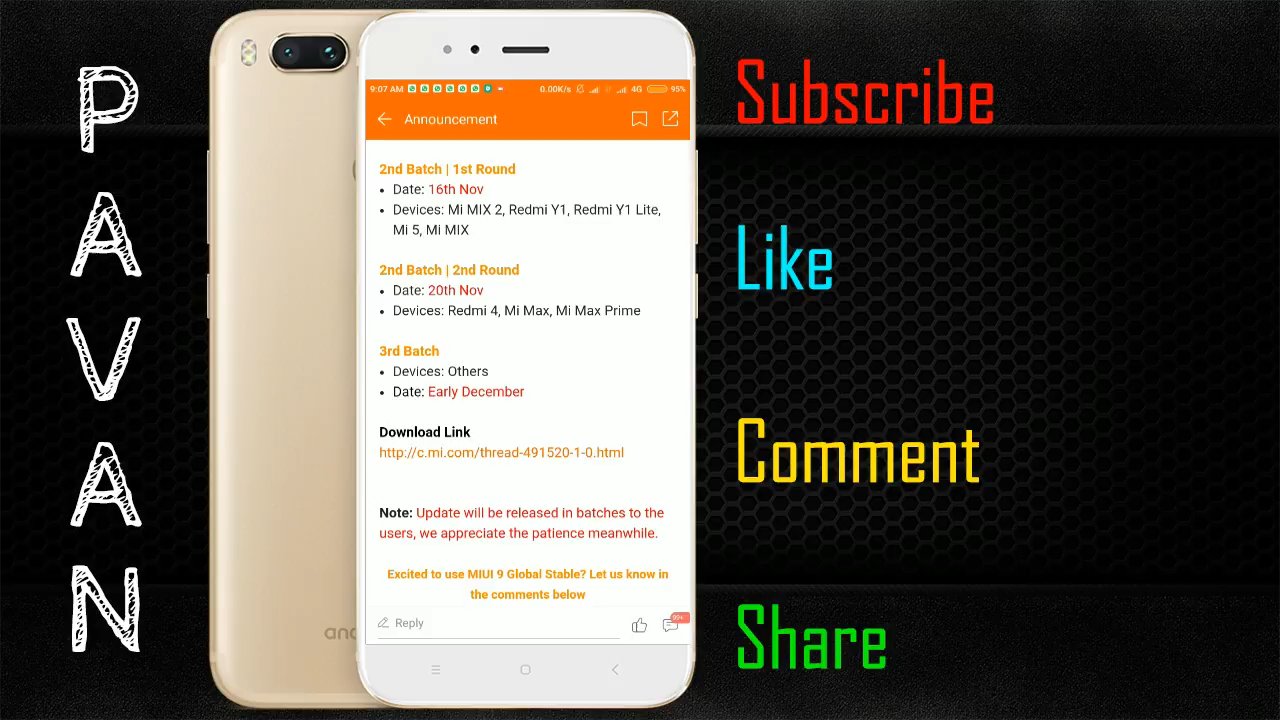 PAVAN
9:07 AM
0.00K/s 4G 95%
Announcement
2nd Batch | 1st Round
• Date: 16th Nov
• Devices: Mi MIX 2, Redmi Y1, Redmi Y1 Lite,
Mi 5, Mi MIX
2nd Batch | 2nd Round
• Date: 20th Nov
• Devices: Redmi 4, Mi Max, Mi Max Prime
3rd Batch
• Devices: Others
• Date: Early December
Download Link
http://c.mi.com/thread-491520-1-0.html
Note: Update will be released in batches to the
users, we appreciate the patience meanwhile.
Excited to use MIUI 9 Global Stable? Let us know in
the comments below
Reply
99+
and
Subscribe
Like
Comment
Share